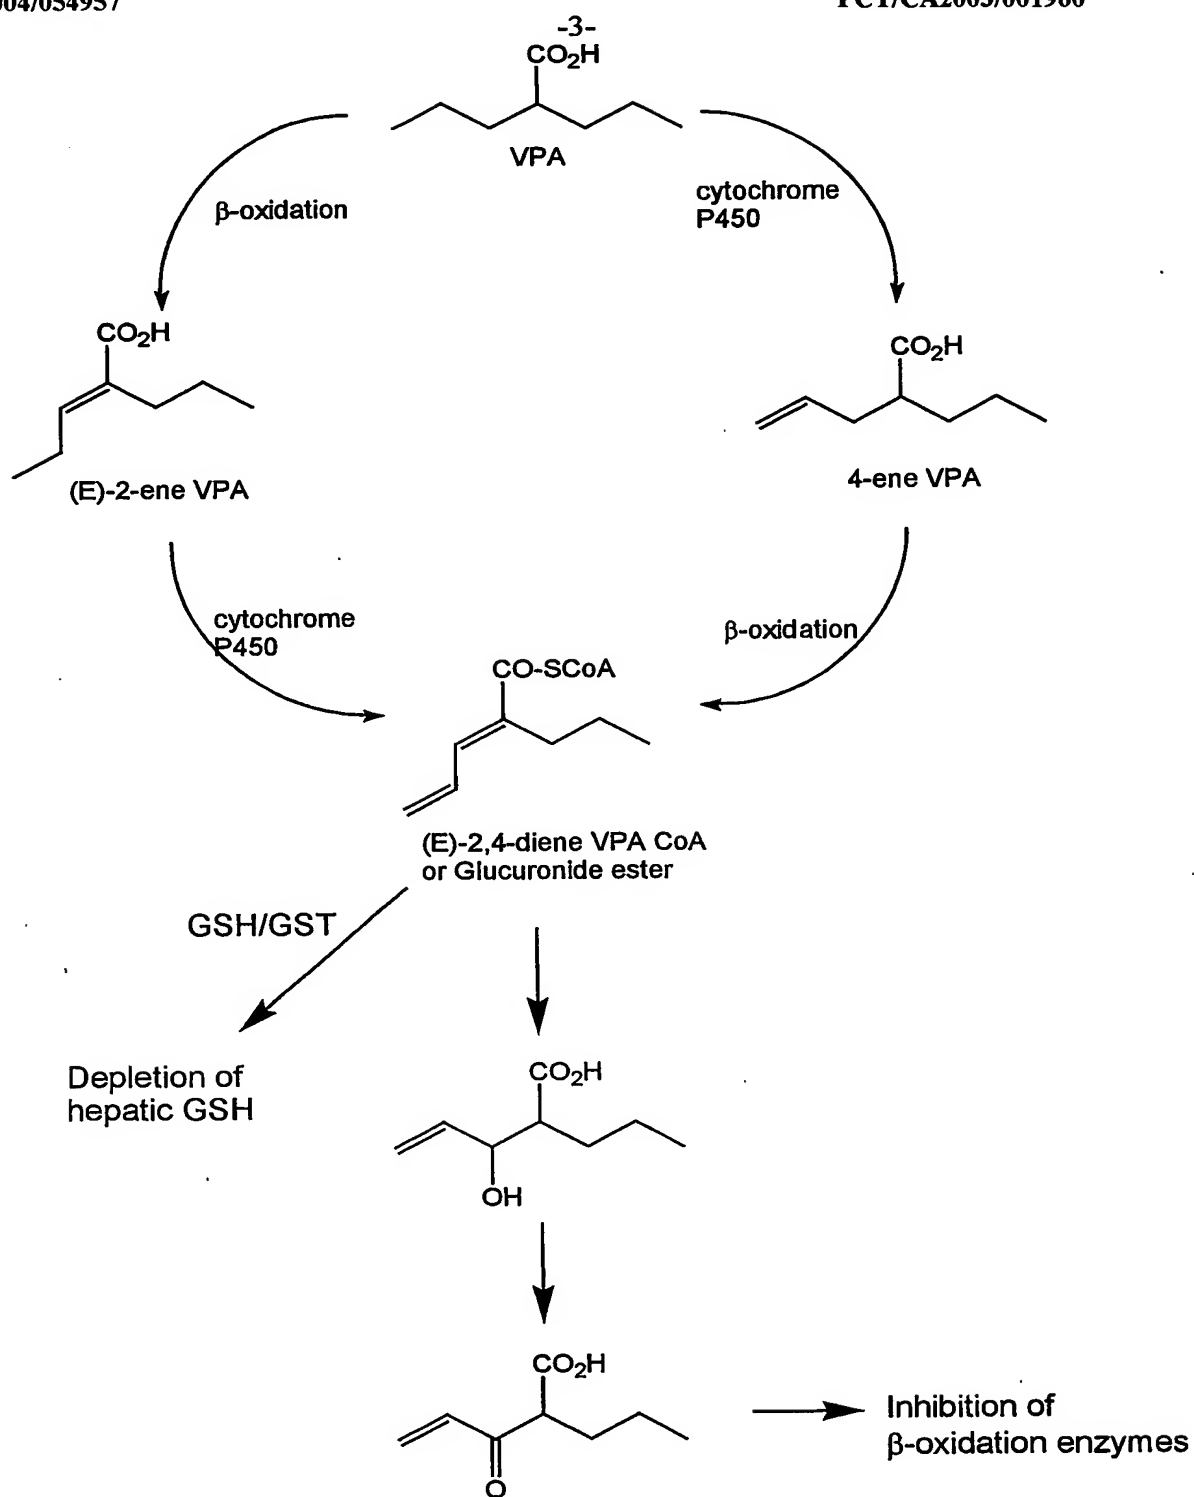 -3-
CO₂H
VPA
β-oxidation
cytochrome
P450
CO₂H
(E)-2-ene VPA
CO₂H
4-ene VPA
cytochrome
P450
β-oxidation
CO-SCoA
(E)-2,4-diene VPA CoA
or Glucuronide ester
GSH/GST
Depletion of
hepatic GSH
CO₂H
OH
CO₂H
O
Inhibition of
β-oxidation enzymes